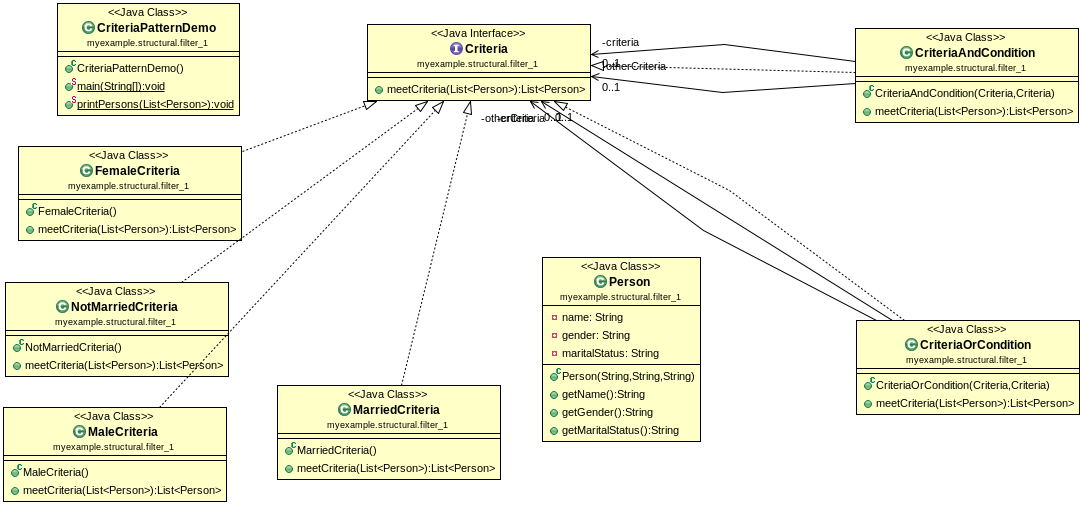 <<Java Class>>
CriteriaPatternDemo
myexample.structural.filter_1
CriteriaPatternDemo()
main(String[]):void
printPersons(List<Person>):void
<<Java Interface>>
Criteria
myexample.structural.filter_1
meetCriteria(List<Person>):List<Person>
-criteria
0..1
-otherCriteria
0..1
<<Java Class>>
CriteriaAndCondition
myexample.structural.filter_1
CriteriaAndCondition(Criteria,Criteria)
meetCriteria(List<Person>):List<Person>
-otherCriteria
-criteria
0..1
0..1
<<Java Class>>
FemaleCriteria
myexample.structural.filter_1
FemaleCriteria()
meetCriteria(List<Person>):List<Person>
<<Java Class>>
NotMarriedCriteria
myexample.structural.filter_1
NotMarriedCriteria()
meetCriteria(List<Person>):List<Person>
<<Java Class>>
MaleCriteria
myexample.structural.filter_1
MaleCriteria()
meetCriteria(List<Person>):List<Person>
<<Java Class>>
MarriedCriteria
myexample.structural.filter_1
MarriedCriteria()
meetCriteria(List<Person>):List<Person>
<<Java Class>>
Person
myexample.structural.filter_1
name: String
gender: String
maritalStatus: String
Person(String,String,String)
getName():String
getGender():String
getMaritalStatus():String
<<Java Class>>
CriteriaOrCondition
myexample.structural.filter_1
CriteriaOrCondition(Criteria,Criteria)
meetCriteria(List<Person>):List<Person>